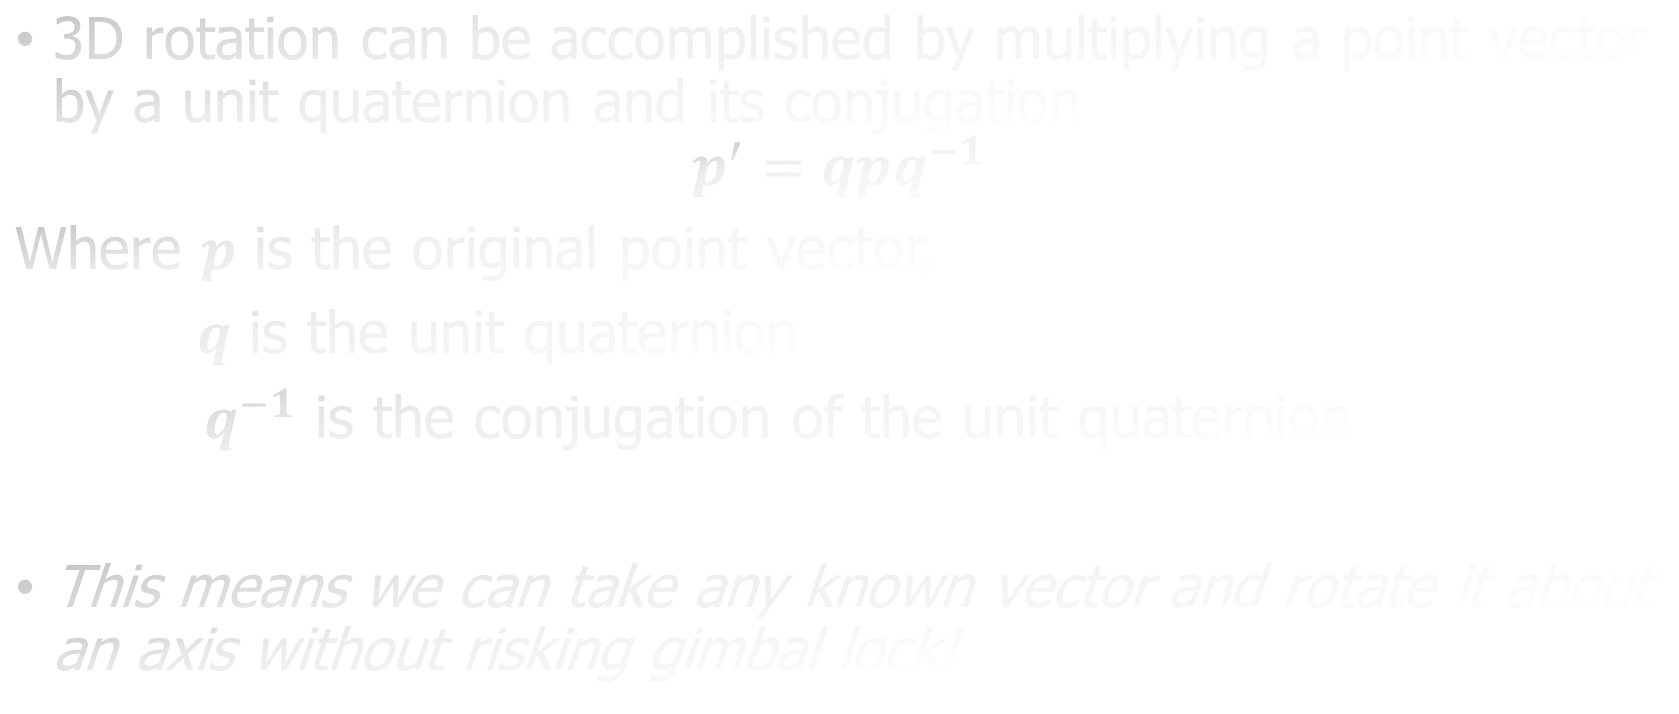 • 3D rotation can be accomplished by multiplying a point vector
by a unit quaternion and its conjugation
p′ = qpq⁻¹
Where p is the original point vector,
q is the unit quaternion
q⁻¹ is the conjugation of the unit quaternion
• This means we can take any known vector and rotate it about
an axis without risking gimbal lock!